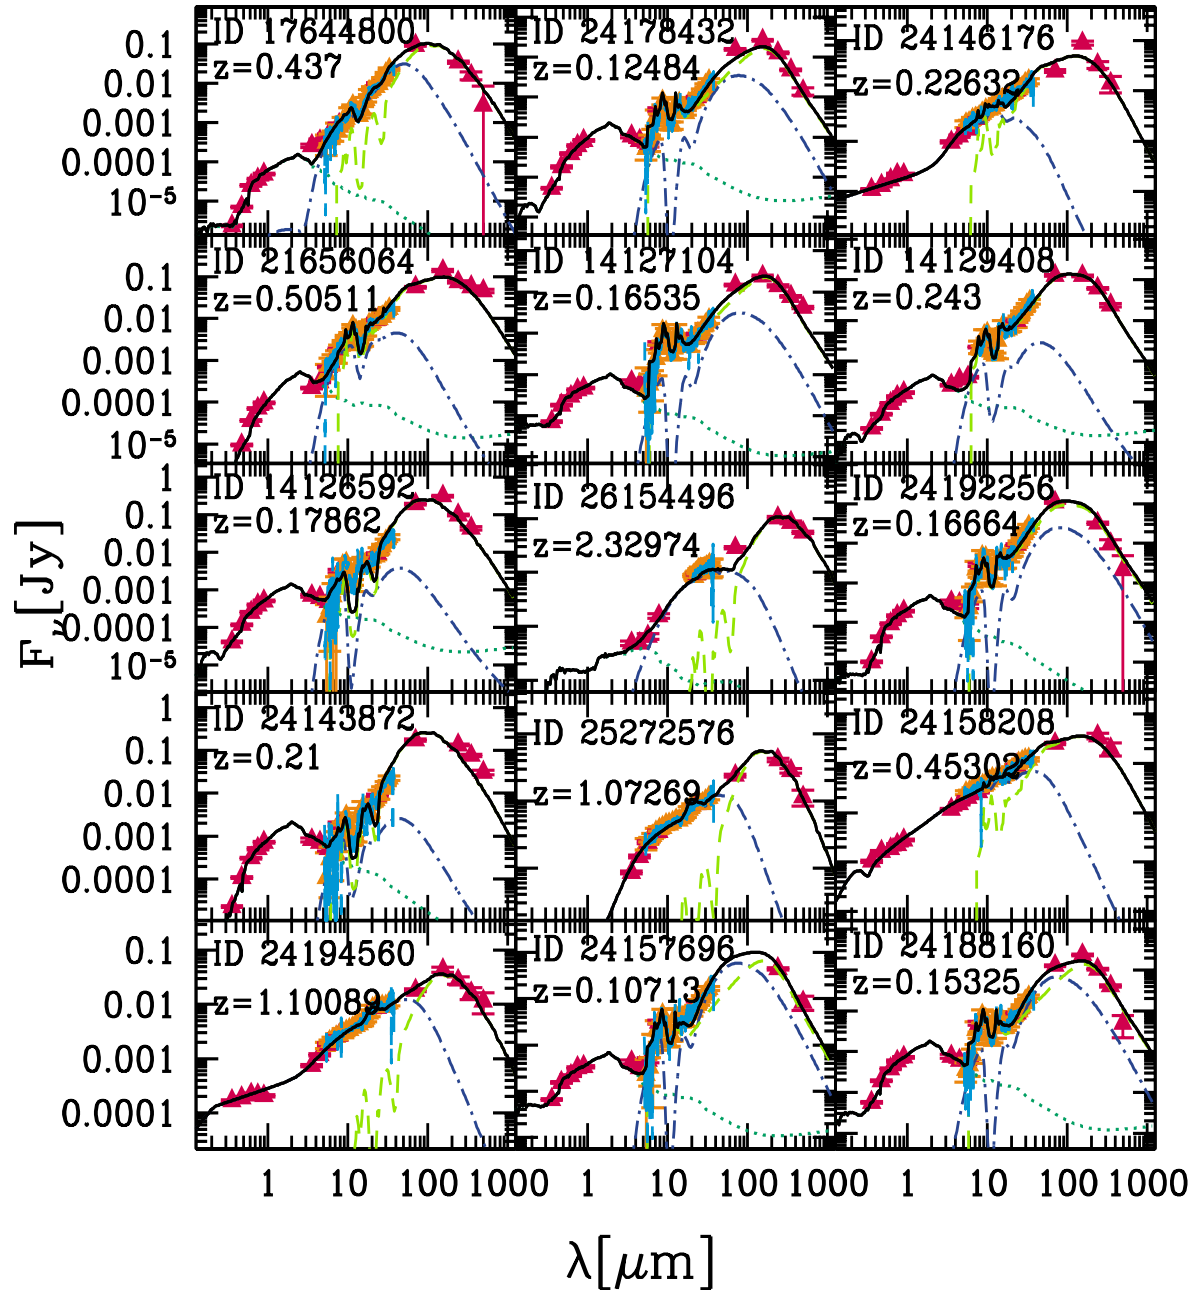 ID 17644800
z=0.437
ID 24178432
z=0.12484
ID 24146176
z=0.22632
0.1
0.01
0.001
0.0001
10⁻⁵
ID 21656064
z=0.50511
ID 14127104
z=0.16535
ID 14129408
z=0.243
0.1
0.01
0.001
0.0001
10⁻⁵
ID 14126592
z=0.17862
ID 26154496
z=2.32974
ID 24192256
z=0.16664
1
0.1
0.01
0.001
0.0001
10⁻⁵
ID 24143872
z=0.21
ID 25272576
z=1.07269
ID 24158208
z=0.45302
1
0.1
0.01
0.001
0.0001
ID 24194560
z=1.10089
ID 24157696
z=0.10713
ID 24188160
z=0.15325
0.1
0.01
0.001
0.0001
1 10 100 1000 1 10 100 1000 1 10 100 1000
F_ν[Jy]
λ[μm]